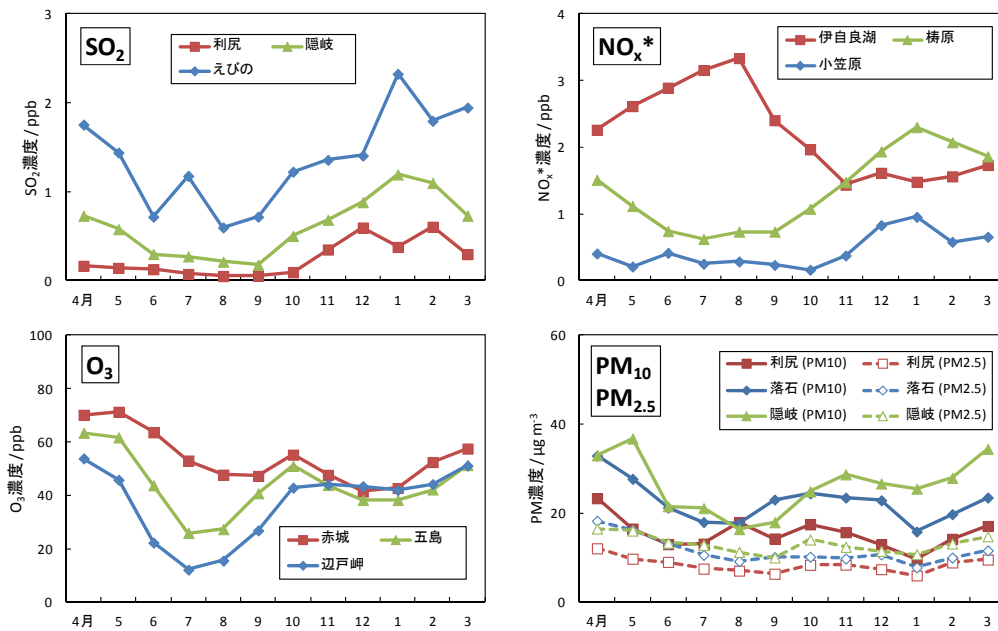 SO₂
利尻 隠岐
えびの
SO₂濃度 / ppb
3
2
1
0
4月 5 6 7 8 9 10 11 12 1 2 3
NOₓ*
伊自良湖 梼原
小笠原
NOₓ*濃度 / ppb
4
3
2
1
0
4月 5 6 7 8 9 10 11 12 1 2 3
O₃
赤城 五島
辺戸岬
O₃濃度 / ppb
100
80
60
40
20
0
4月 5 6 7 8 9 10 11 12 1 2 3
PM₁₀
PM₂.₅
利尻 (PM10) 利尻 (PM2.5)
落石 (PM10) 落石 (PM2.5)
隠岐 (PM10) 隠岐 (PM2.5)
PM濃度 / μg m⁻³
60
40
20
0
4月 5 6 7 8 9 10 11 12 1 2 3